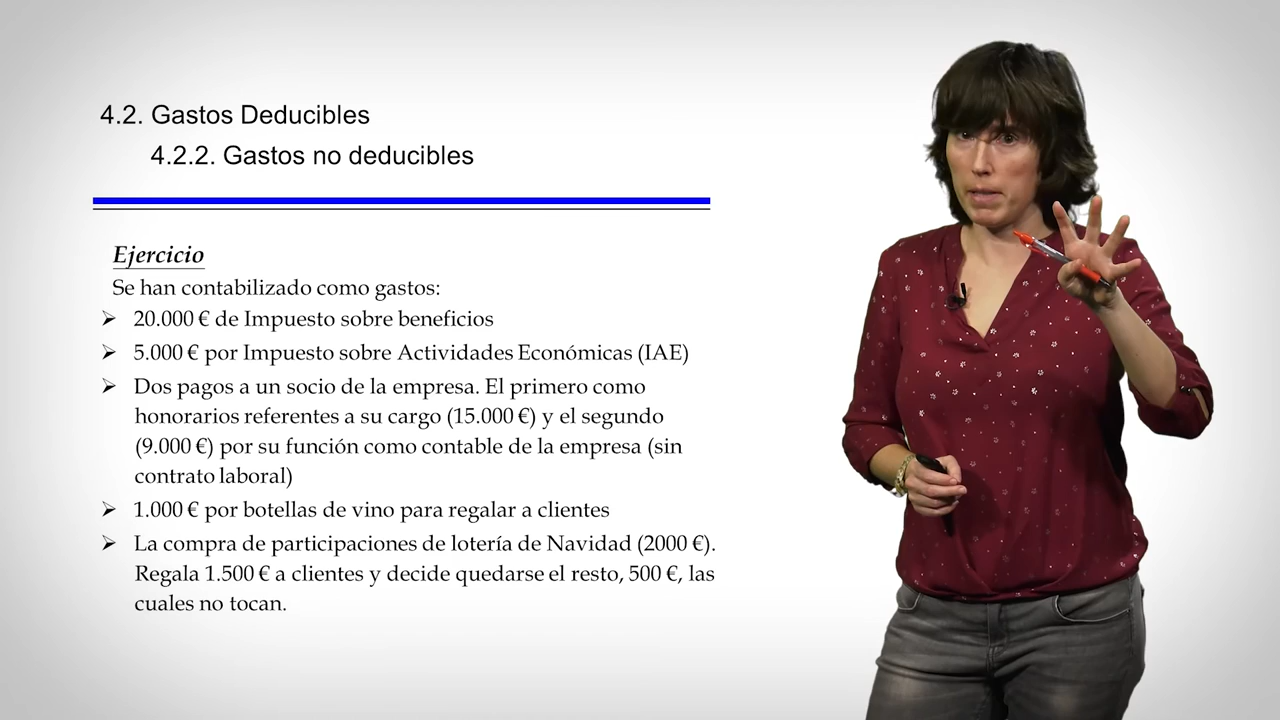 4.2. Gastos Deducibles
4.2.2. Gastos no deducibles
Ejercicio
Se han contabilizado como gastos:
➢ 20.000 € de Impuesto sobre beneficios
➢ 5.000 € por Impuesto sobre Actividades Económicas (IAE)
➢ Dos pagos a un socio de la empresa. El primero como
honorarios referentes a su cargo (15.000 €) y el segundo
(9.000 €) por su función como contable de la empresa (sin
contrato laboral)
➢ 1.000 € por botellas de vino para regalar a clientes
➢ La compra de participaciones de lotería de Navidad (2000 €).
Regala 1.500 € a clientes y decide quedarse el resto, 500 €, las
cuales no tocan.